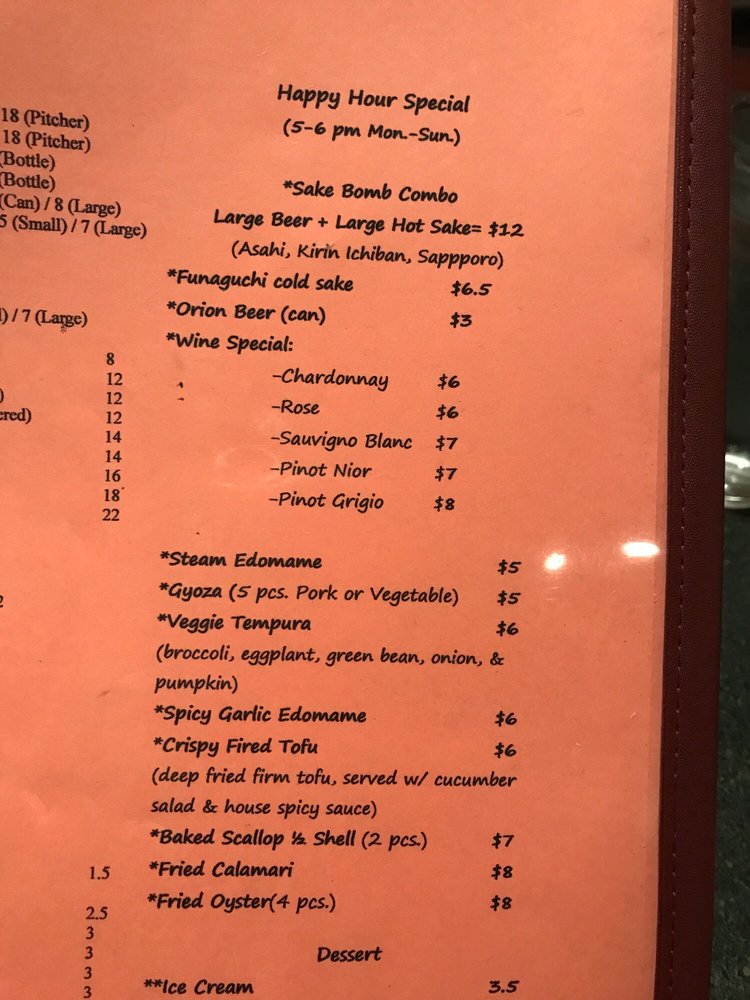 18 (Pitcher)
18 (Pitcher)
(Bottle)
(Bottle)
(Can) / 8 (Large)
5 (Small) / 7 (Large)
) / 7 (Large)
8
12
12
12
14
14
16
18
22
1.5
2.5
3
3
3
3
Happy Hour Special
(5-6 pm Mon.-Sun.)
*Sake Bomb Combo
Large Beer + Large Hot Sake= $12
(Asahi, Kirin Ichiban, Sappporo)
*Funaguchi cold sake $6.5
*Orion Beer (can) $3
*Wine Special:
-Chardonnay $6
-Rose $6
-Sauvigno Blanc $7
-Pinot Nior $7
-Pinot Grigio $8
*Steam Edomame $5
*Gyoza (5 pcs. Pork or Vegetable) $5
*Veggie Tempura $6
(broccoli, eggplant, green bean, onion, &
pumpkin)
*Spicy Garlic Edomame $6
*Crispy Fired Tofu $6
(deep fried firm tofu, served w/ cucumber
salad & house spicy sauce)
*Baked Scallop ½ Shell (2 pcs.) $7
*Fried Calamari $8
*Fried Oyster(4 pcs.) $8
Dessert
**Ice Cream 3.5